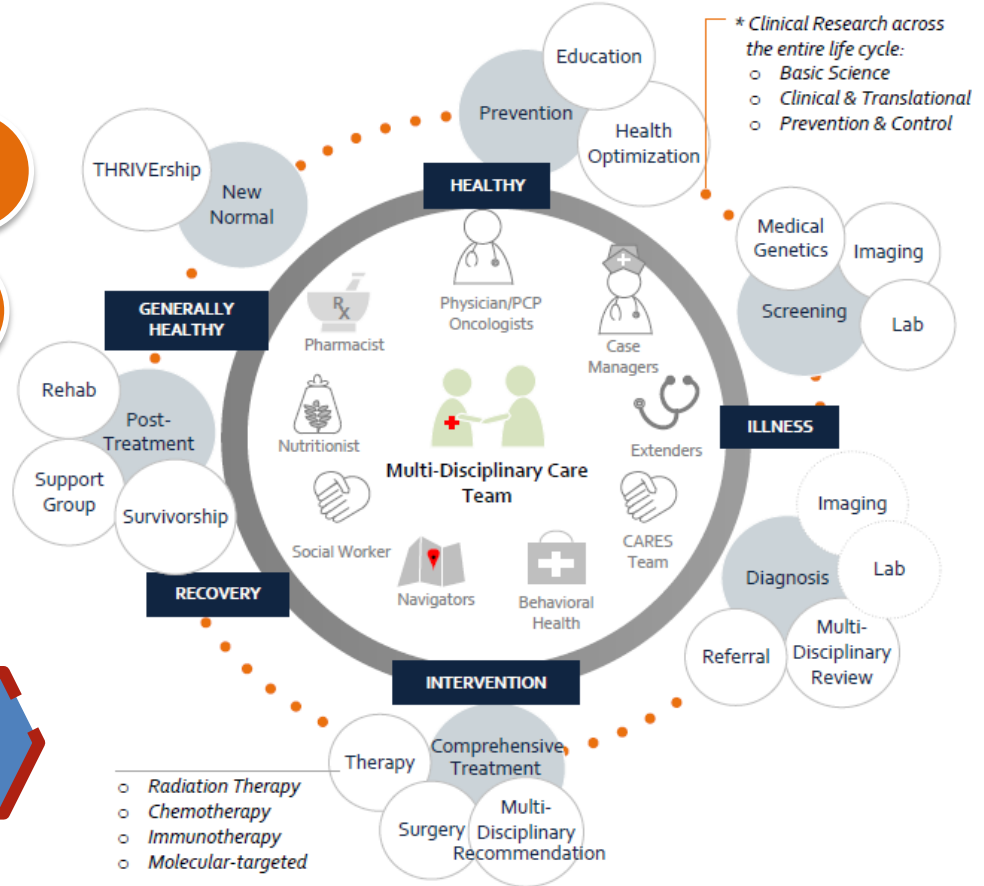 * Clinical Research across
the entire life cycle:
o Basic Science
o Clinical & Translational
o Prevention & Control
Education
Prevention
Health
Optimization
HEALTHY
THRIVErship
New
Normal
Medical
Genetics
Imaging
Screening
Lab
GENERALLY
HEALTHY
Rx
Pharmacist
Physician/PCP
Oncologists
Case
Managers
Rehab
Post-
Treatment
Support
Group
Survivorship
Nutritionist
Extenders
ILLNESS
Multi-Disciplinary Care
Team
Social Worker
Navigators
Behavioral
Health
CARES
Team
Imaging
Diagnosis
Lab
Referral
Multi-
Disciplinary
Review
RECOVERY
INTERVENTION
Therapy
Comprehensive
Treatment
Surgery
Multi-
Disciplinary
Recommendation
o Radiation Therapy
o Chemotherapy
o Immunotherapy
o Molecular-targeted